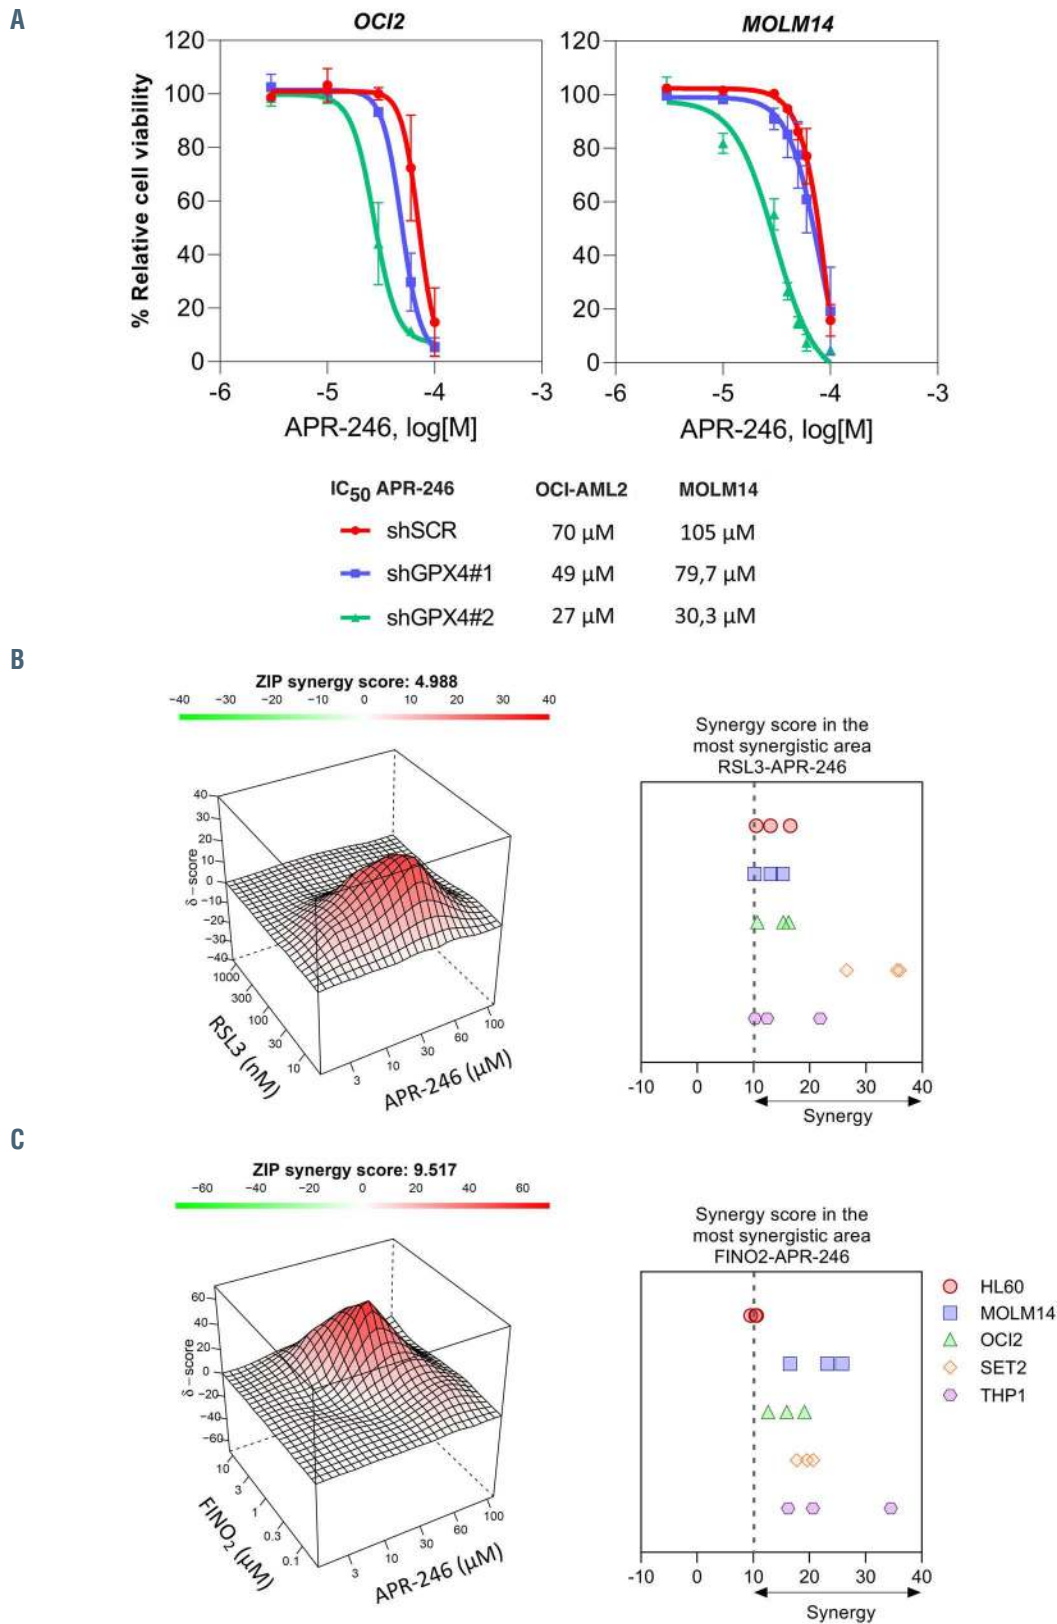 A
OCI2
MOLM14
120
100
80
60
40
20
0
% Relative cell viability
-6
-5
-4
-3
APR-246, log[M]
120
100
80
60
40
20
0
-6
-5
-4
-3
APR-246, log[M]
IC50 APR-246 OCI-AML2 MOLM14
shSCR 70 µM 105 µM
shGPX4#1 49 µM 79,7 µM
shGPX4#2 27 µM 30,3 µM
B
ZIP synergy score: 4.988
−40 −30 −20 −10 0 10 20 30 40
40
30
20
10
0
−10
−20
−30
−40
δ−score
1000
300
100
30
10
RSL3 (nM)
3
10
30
60
100
APR-246 (µM)
Synergy score in the
most synergistic area
RSL3-APR-246
-10 0 10 20 30 40
Synergy
C
ZIP synergy score: 9.517
−60 −40 −20 0 20 40 60
60
40
20
0
−20
−40
−60
δ−score
10
3
1
0.3
0.1
FINO2 (µM)
3
10
30
60
100
APR-246 (µM)
Synergy score in the
most synergistic area
FINO2-APR-246
-10 0 10 20 30 40
Synergy
HL60
MOLM14
OCI2
SET2
THP1